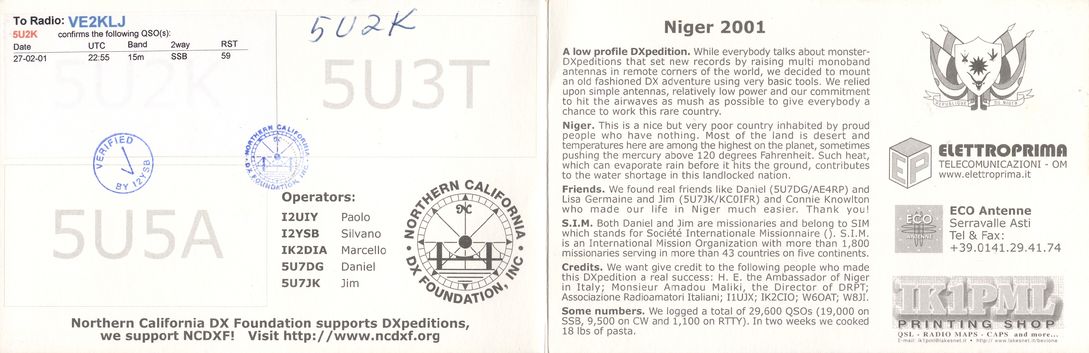 To Radio: VE2KLJ
5U2K confirms the following QSO(s):
Date UTC Band 2way RST
27-02-01 22:55 15m SSB 59
5U2K
5U2K
5U3T
VERIFIED
BY I2YSB
NORTHERN CALIFORNIA
DX FOUNDATION, INC
5U5A
Operators:
I2UIY Paolo
I2YSB Silvano
IK2DIA Marcello
5U7DG Daniel
5U7JK Jim
NORTHERN CALIFORNIA
DX FOUNDATION, INC
Northern California DX Foundation supports DXpeditions,
we support NCDXF! Visit http://www.ncdxf.org
Niger 2001
A low profile DXpedition. While everybody talks about monster-
DXpeditions that set new records by raising multi monoband
antennas in remote corners of the world, we decided to mount
an old fashioned DX adventure using very basic tools. We relied
upon simple antennas, relatively low power and our commitment
to hit the airwaves as mush as possible to give everybody a
chance to work this rare country.
Niger. This is a nice but very poor country inhabited by proud
people who have nothing. Most of the land is desert and
temperatures here are among the highest on the planet, sometimes
pushing the mercury above 120 degrees Fahrenheit. Such heat,
which can evaporate rain before it hits the ground, contributes
to the water shortage in this landlocked nation.
Friends. We found real friends like Daniel (5U7DG/AE4RP) and
Lisa Germaine and Jim (5U7JK/KC0IFR) and Connie Knowlton
who made our life in Niger much easier. Thank you!
S.I.M. Both Daniel and Jim are missionaries and belong to SIM
which stands for Société Internationale Missionnaire (). S.I.M.
is an International Mission Organization with more than 1,800
missionaries serving in more than 43 countries on five continents.
Credits. We want give credit to the following people who made
this DXpedition a real success: H. E. the Ambassador of Niger
in Italy; Monsieur Amadou Maliki, the Director of DRPT;
Associazione Radioamatori Italiani; I1UJX; IK2CIO; W6OAT; W8JI.
Some numbers. We logged a total of 29,600 QSOs (19,000 on
SSB, 9,500 on CW and 1,100 on RTTY). In two weeks we cooked
18 lbs of pasta.
REPUBLIQUE DU NIGER
EP
ELETTROPRIMA
TELECOMUNICAZIONI - OM
www.elettroprima.it
ECO
ANTENNE
ECO Antenne
Serravalle Asti
Tel & Fax:
+39.0141.29.41.74
IK1PML
PRINTING SHOP
QSL - RADIO MAPS - CAPS and more...